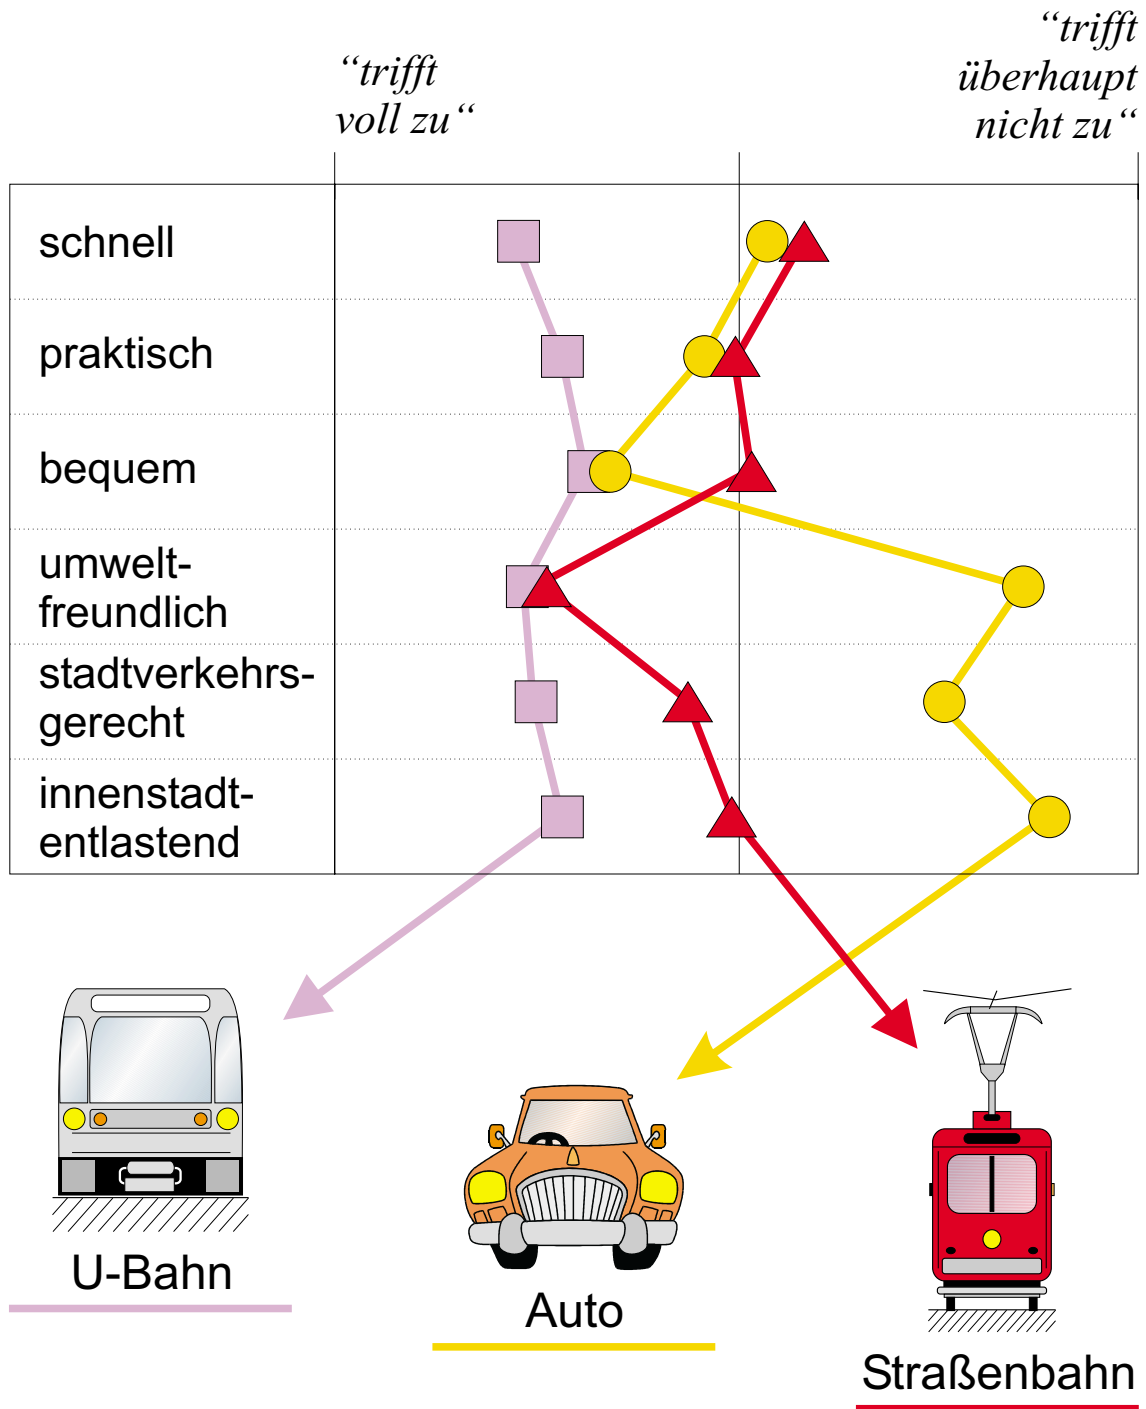 “trifft
voll zu“
“trifft
überhaupt
nicht zu“
schnell
praktisch
bequem
umwelt-
freundlich
stadtverkehrs-
gerecht
innenstadt-
entlastend
U-Bahn
Auto
Straßenbahn